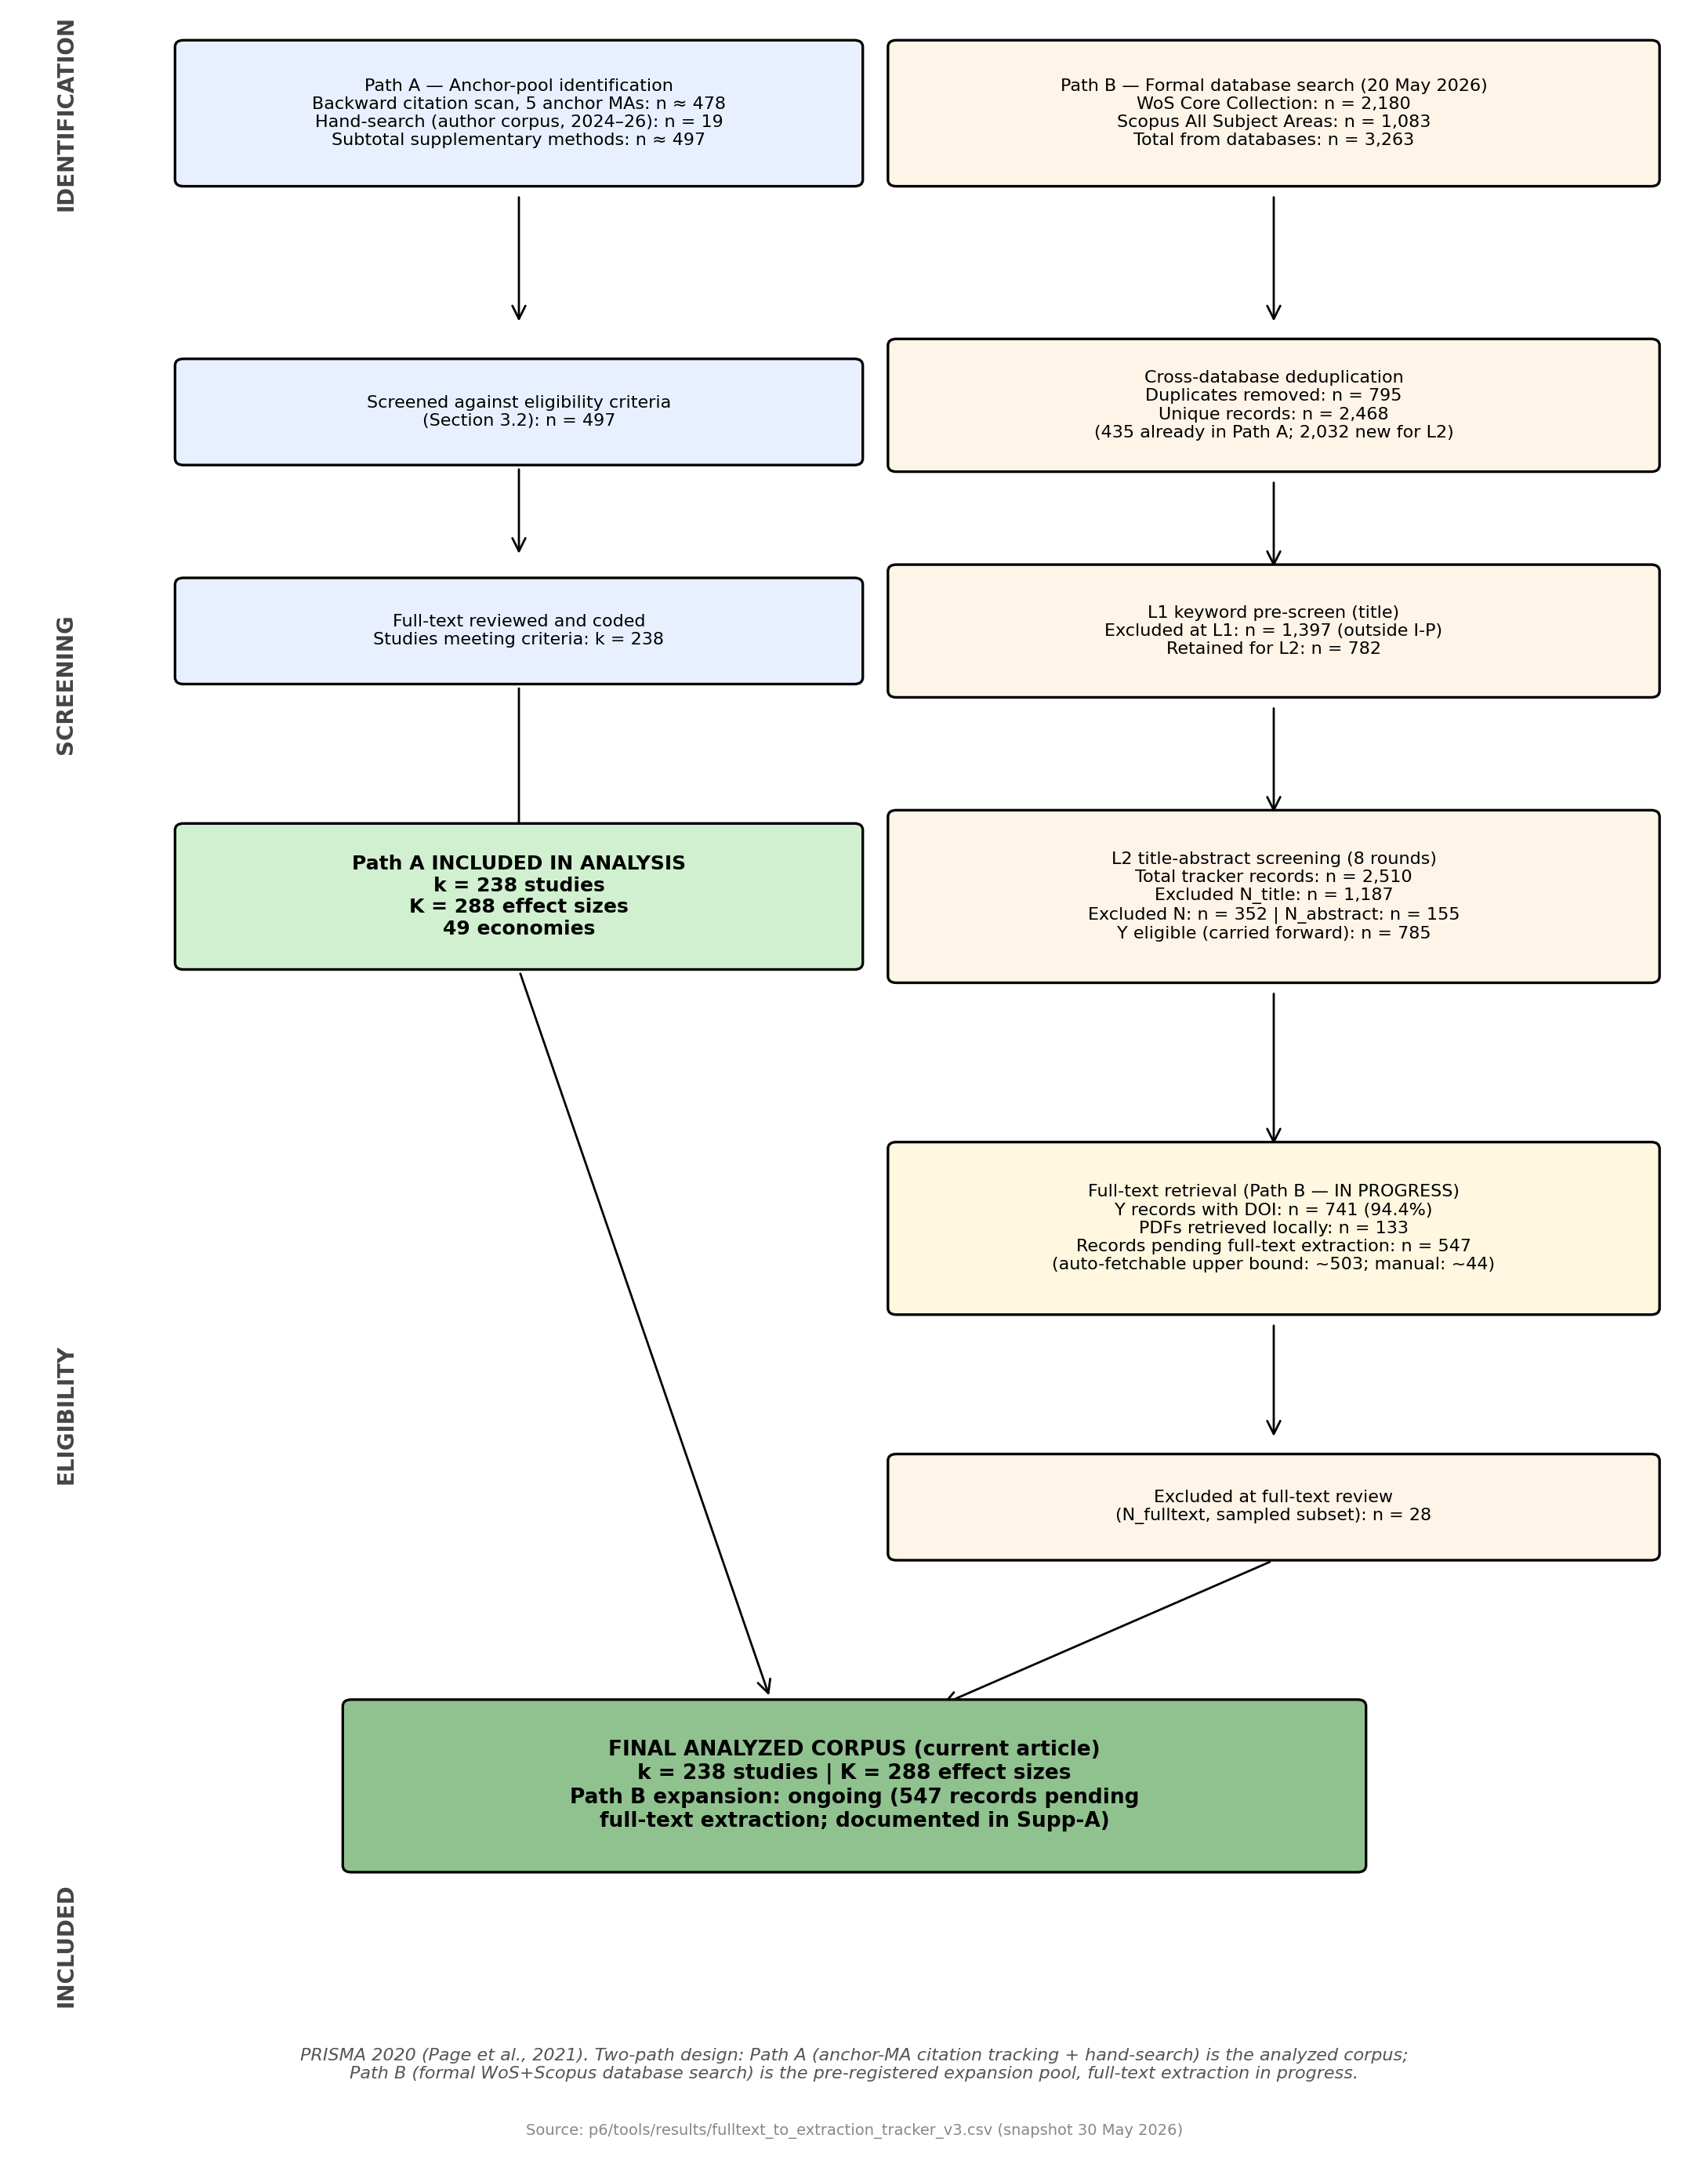 IDENTIFICATION
Path A — Anchor-pool identification
Backward citation scan, 5 anchor MAs: n ≈ 478
Hand-search (author corpus, 2024–26): n = 19
Subtotal supplementary methods: n ≈ 497
Path B — Formal database search (20 May 2026)
WoS Core Collection: n = 2,180
Scopus All Subject Areas: n = 1,083
Total from databases: n = 3,263
Screened against eligibility criteria
(Section 3.2): n = 497
Cross-database deduplication
Duplicates removed: n = 795
Unique records: n = 2,468
(435 already in Path A; 2,032 new for L2)
SCREENING
Full-text reviewed and coded
Studies meeting criteria: k = 238
L1 keyword pre-screen (title)
Excluded at L1: n = 1,397 (outside I-P)
Retained for L2: n = 782
Path A INCLUDED IN ANALYSIS
k = 238 studies
K = 288 effect sizes
49 economies
L2 title-abstract screening (8 rounds)
Total tracker records: n = 2,510
Excluded N_title: n = 1,187
Excluded N: n = 352 | N_abstract: n = 155
Y eligible (carried forward): n = 785
ELIGIBILITY
Full-text retrieval (Path B — IN PROGRESS)
Y records with DOI: n = 741 (94.4%)
PDFs retrieved locally: n = 133
Records pending full-text extraction: n = 547
(auto-fetchable upper bound: ~503; manual: ~44)
Excluded at full-text review
(N_fulltext, sampled subset): n = 28
FINAL ANALYZED CORPUS (current article)
k = 238 studies | K = 288 effect sizes
Path B expansion: ongoing (547 records pending
full-text extraction; documented in Supp-A)
INCLUDED
PRISMA 2020 (Page et al., 2021). Two-path design: Path A (anchor-MA citation tracking + hand-search) is the analyzed corpus;
Path B (formal WoS+Scopus database search) is the pre-registered expansion pool, full-text extraction in progress.
Source: p6/tools/results/fulltext_to_extraction_tracker_v3.csv (snapshot 30 May 2026)